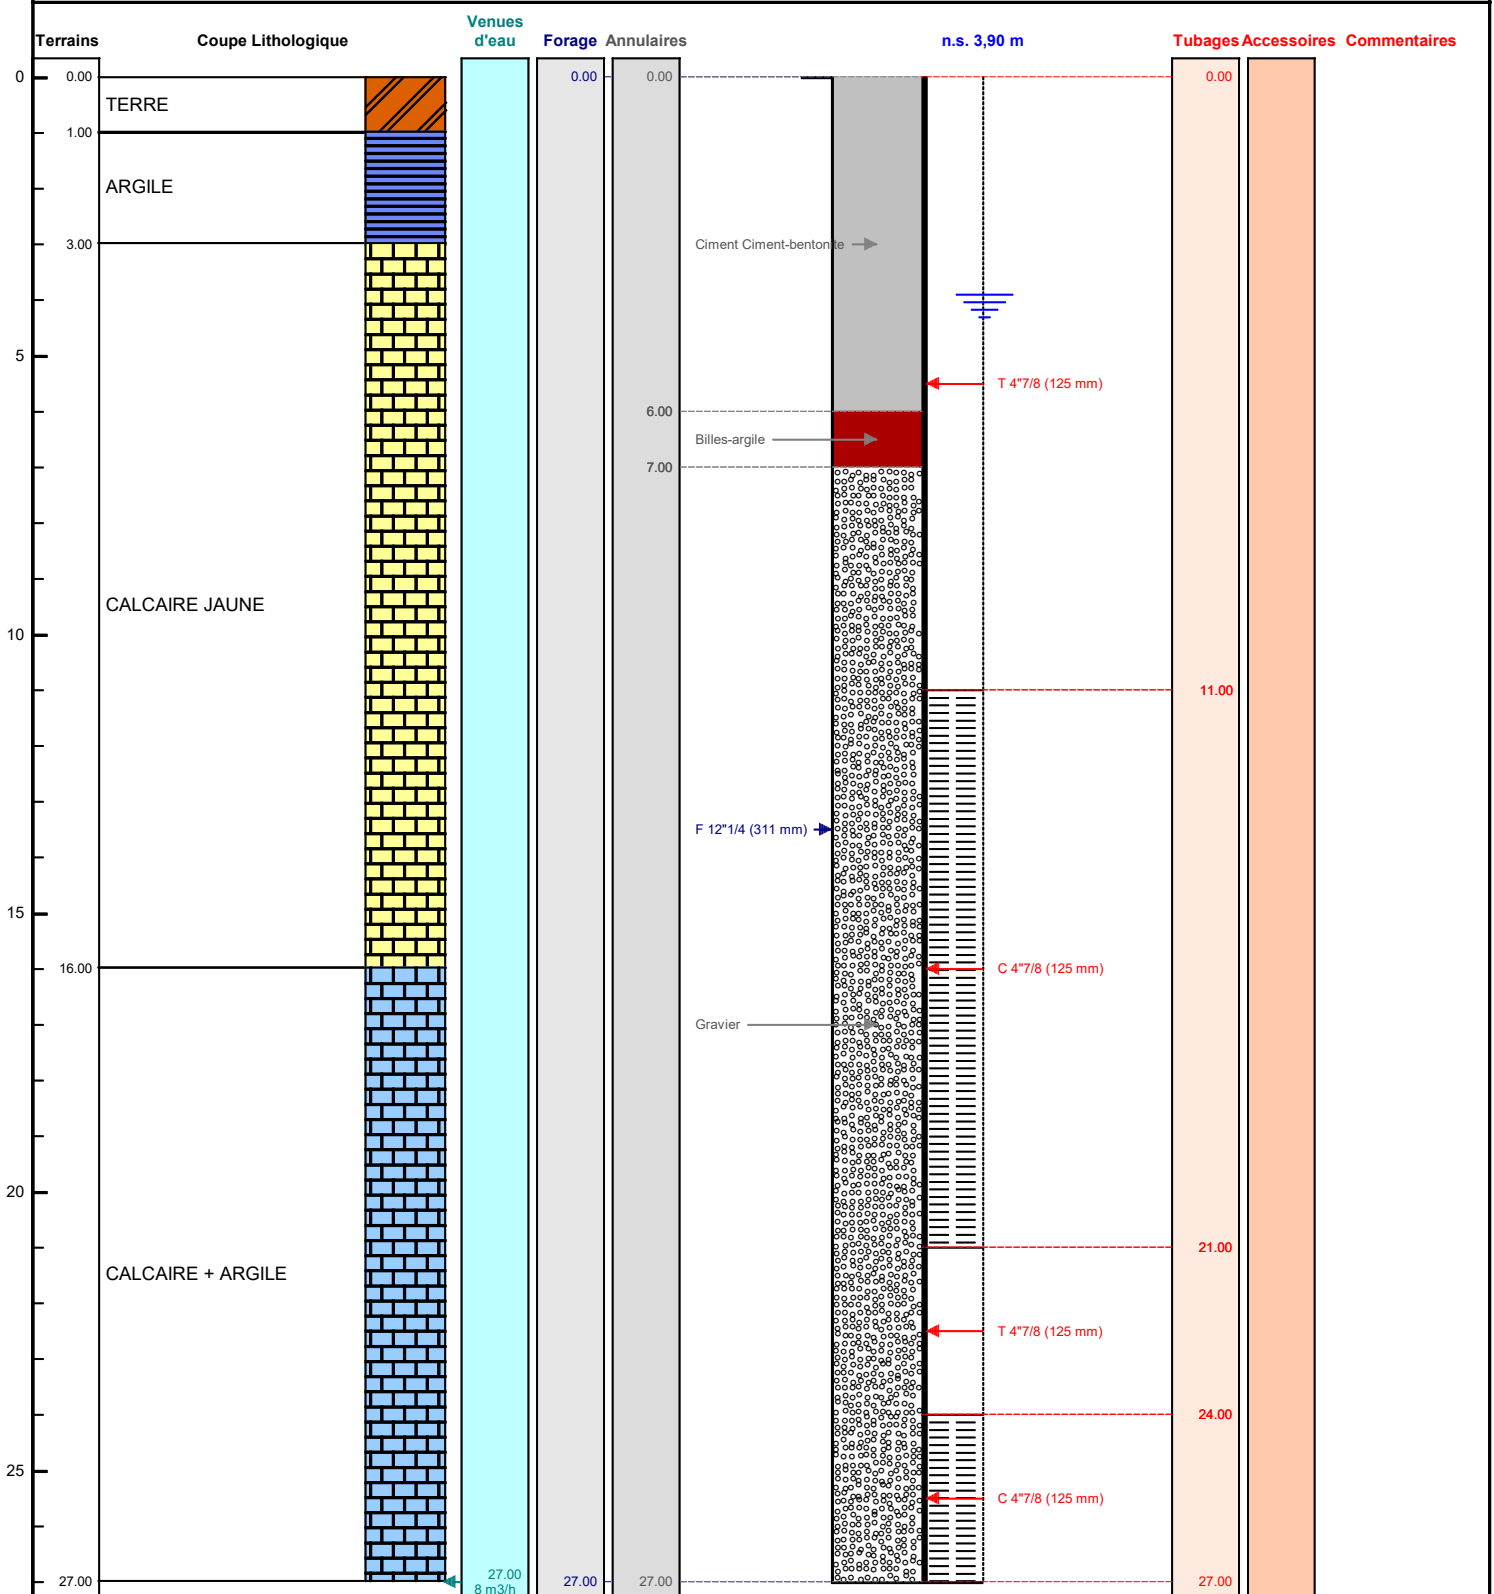 Venues
Terrains Coupe Lithologique d'eau Forage Annulaires n.s. 3,90 m Tubages Accessoires Commentaires
0 0.00 0.00 0.00 0.00
TERRE
1.00
ARGILE
3.00 Ciment Ciment-bentonite
5
T 4"7/8 (125 mm)
6.00
Billes-argile
7.00
CALCAIRE JAUNE
10
11.00
F 12"1/4 (311 mm)
15
16.00 C 4"7/8 (125 mm)
Gravier
20
21.00
CALCAIRE + ARGILE
T 4"7/8 (125 mm)
24.00
25
C 4"7/8 (125 mm)
27.00
27.00 27.00 27.00 27.00
8 m3/h